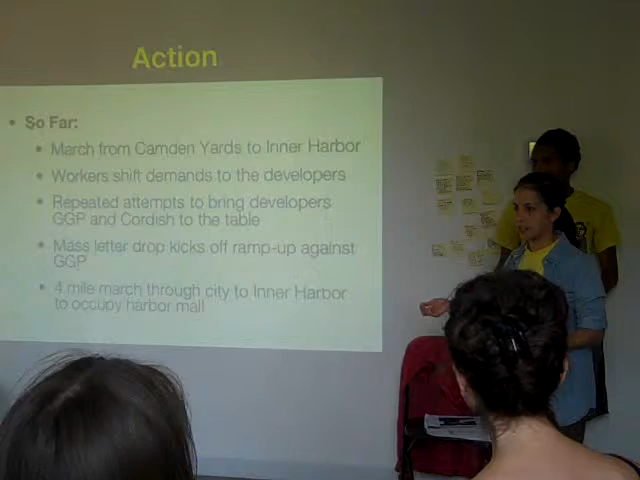 Action
So Far:
March from Camden Yards to Inner Harbor
Workers shift demands to the developers
Repeated attempts to bring developers
GGP and Cordish to the table
Mass letter drop kicks off ramp-up against
GGP
4 mile march through city to Inner Harbor
to occupy harbor mall